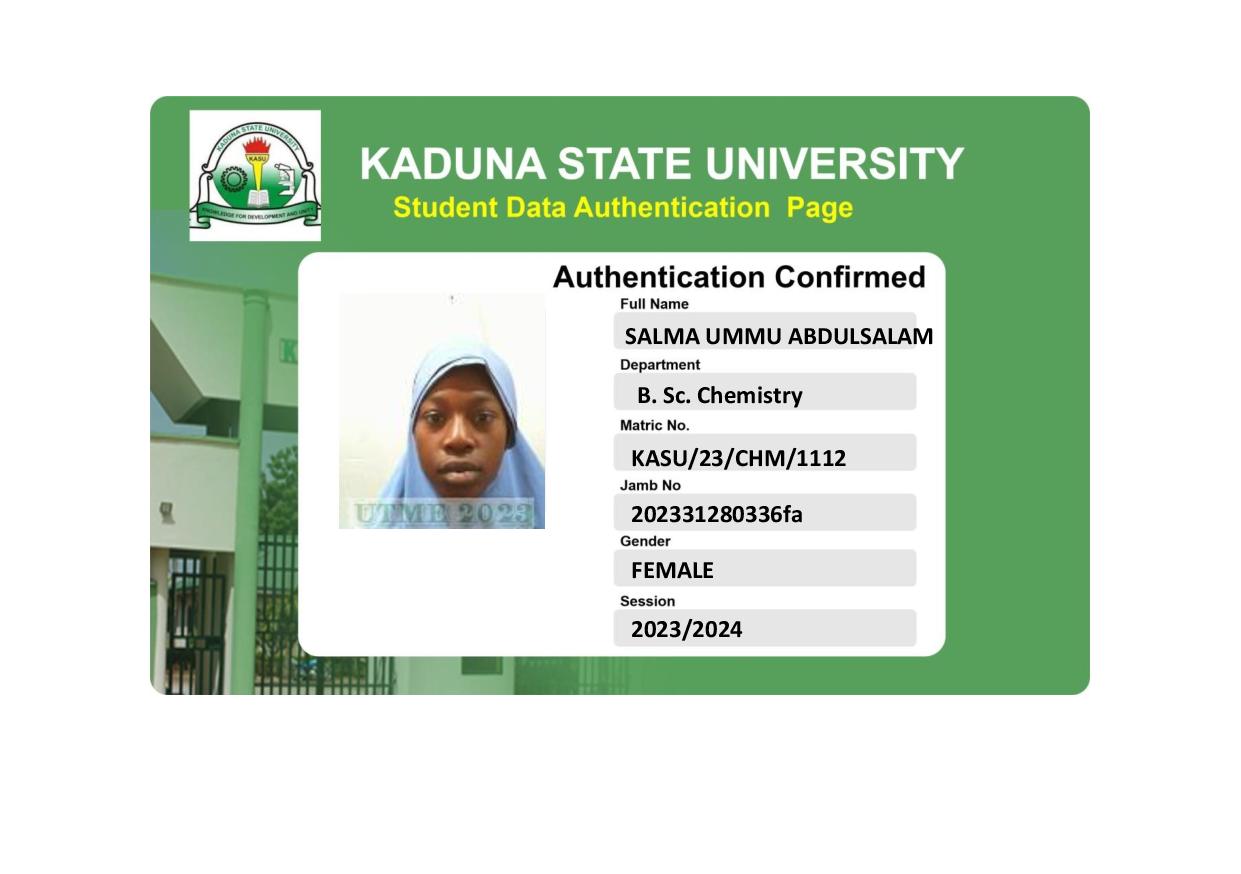 KADUNA STATE UNIVERSITY
KASU
KNOWLEDGE FOR DEVELOPMENT AND UNITY
KADUNA STATE UNIVERSITY
Student Data Authentication Page
Authentication Confirmed
Full Name
SALMA UMMU ABDULSALAM
Department
B. Sc. Chemistry
Matric No.
KASU/23/CHM/1112
Jamb No
202331280336fa
Gender
FEMALE
Session
2023/2024
UTME 2023
K